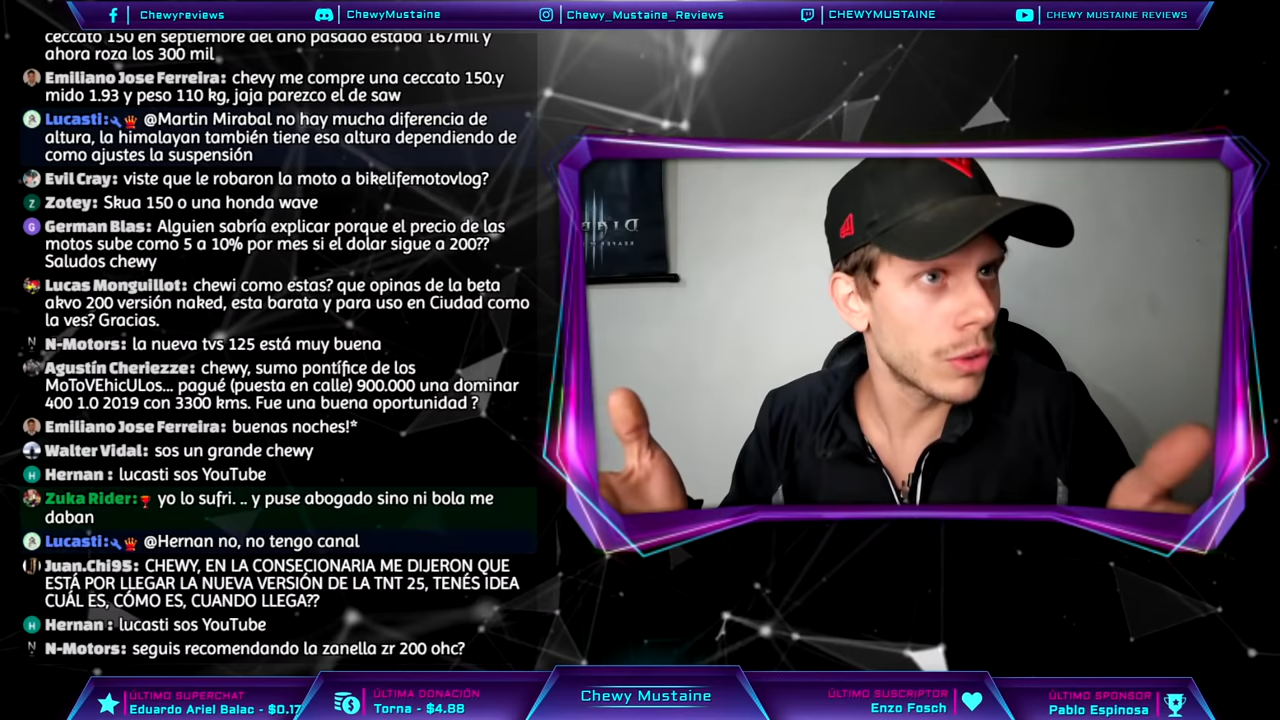 Chewyreviews
ChewyMustaine
Chewy_Mustaine_Reviews
CHEWYMUSTAINE
CHEWY MUSTAINE REVIEWS
ceccato 150 en septiembre del año pasado estaba 167mil y
ahora roza los 300 mil
Emiliano Jose Ferreira: chevy me compre una ceccato 150.y
mido 1.93 y peso 110 kg, jaja parezco el de saw
Lucasti: @Martin Mirabal no hay mucha diferencia de
altura, la himalayan también tiene esa altura dependiendo de
como ajustes la suspensión
Evil Cray: viste que le robaron la moto a bikelifemotovlog?
Z Zotey: Skua 150 o una honda wave
G German Blas: Alguien sabría explicar porque el precio de las
motos sube como 5 a 10% por mes si el dolar sigue a 200??
Saludos chewy
Lucas Monguillot: chewi como estas? que opinas de la beta
akvo 200 versión naked, esta barata y para uso en Ciudad como
la ves? Gracias.
N N-Motors: la nueva tvs 125 está muy buena
Agustín Cheriezze: chewy, sumo pontífice de los
MoToVEhicULos... pagué (puesta en calle) 900.000 una dominar
400 1.0 2019 con 3300 kms. Fue una buena oportunidad ?
Emiliano Jose Ferreira: buenas noches!*
Walter Vidal: sos un grande chewy
H Hernan : lucasti sos YouTube
Zuka Rider: yo lo sufri. .. y puse abogado sino ni bola me
daban
Lucasti: @Hernan no, no tengo canal
Juan.Chi95: CHEWY, EN LA CONSECIONARIA ME DIJERON QUE
ESTÁ POR LLEGAR LA NUEVA VERSIÓN DE LA TNT 25, TENÉS IDEA
CUÁL ES, CÓMO ES, CUANDO LLEGA??
H Hernan : lucasti sos YouTube
N N-Motors: seguis recomendando la zanella zr 200 ohc?
DIABL
ÚLTIMO SUPERCHAT
Eduardo Ariel Balac - $0.17
ÚLTIMA DONACIÓN
Torna - $4.88
Chewy Mustaine
ÚLTIMO SUSCRIPTOR
Enzo Fosch
ÚLTIMO SPONSOR
Pablo Espinosa